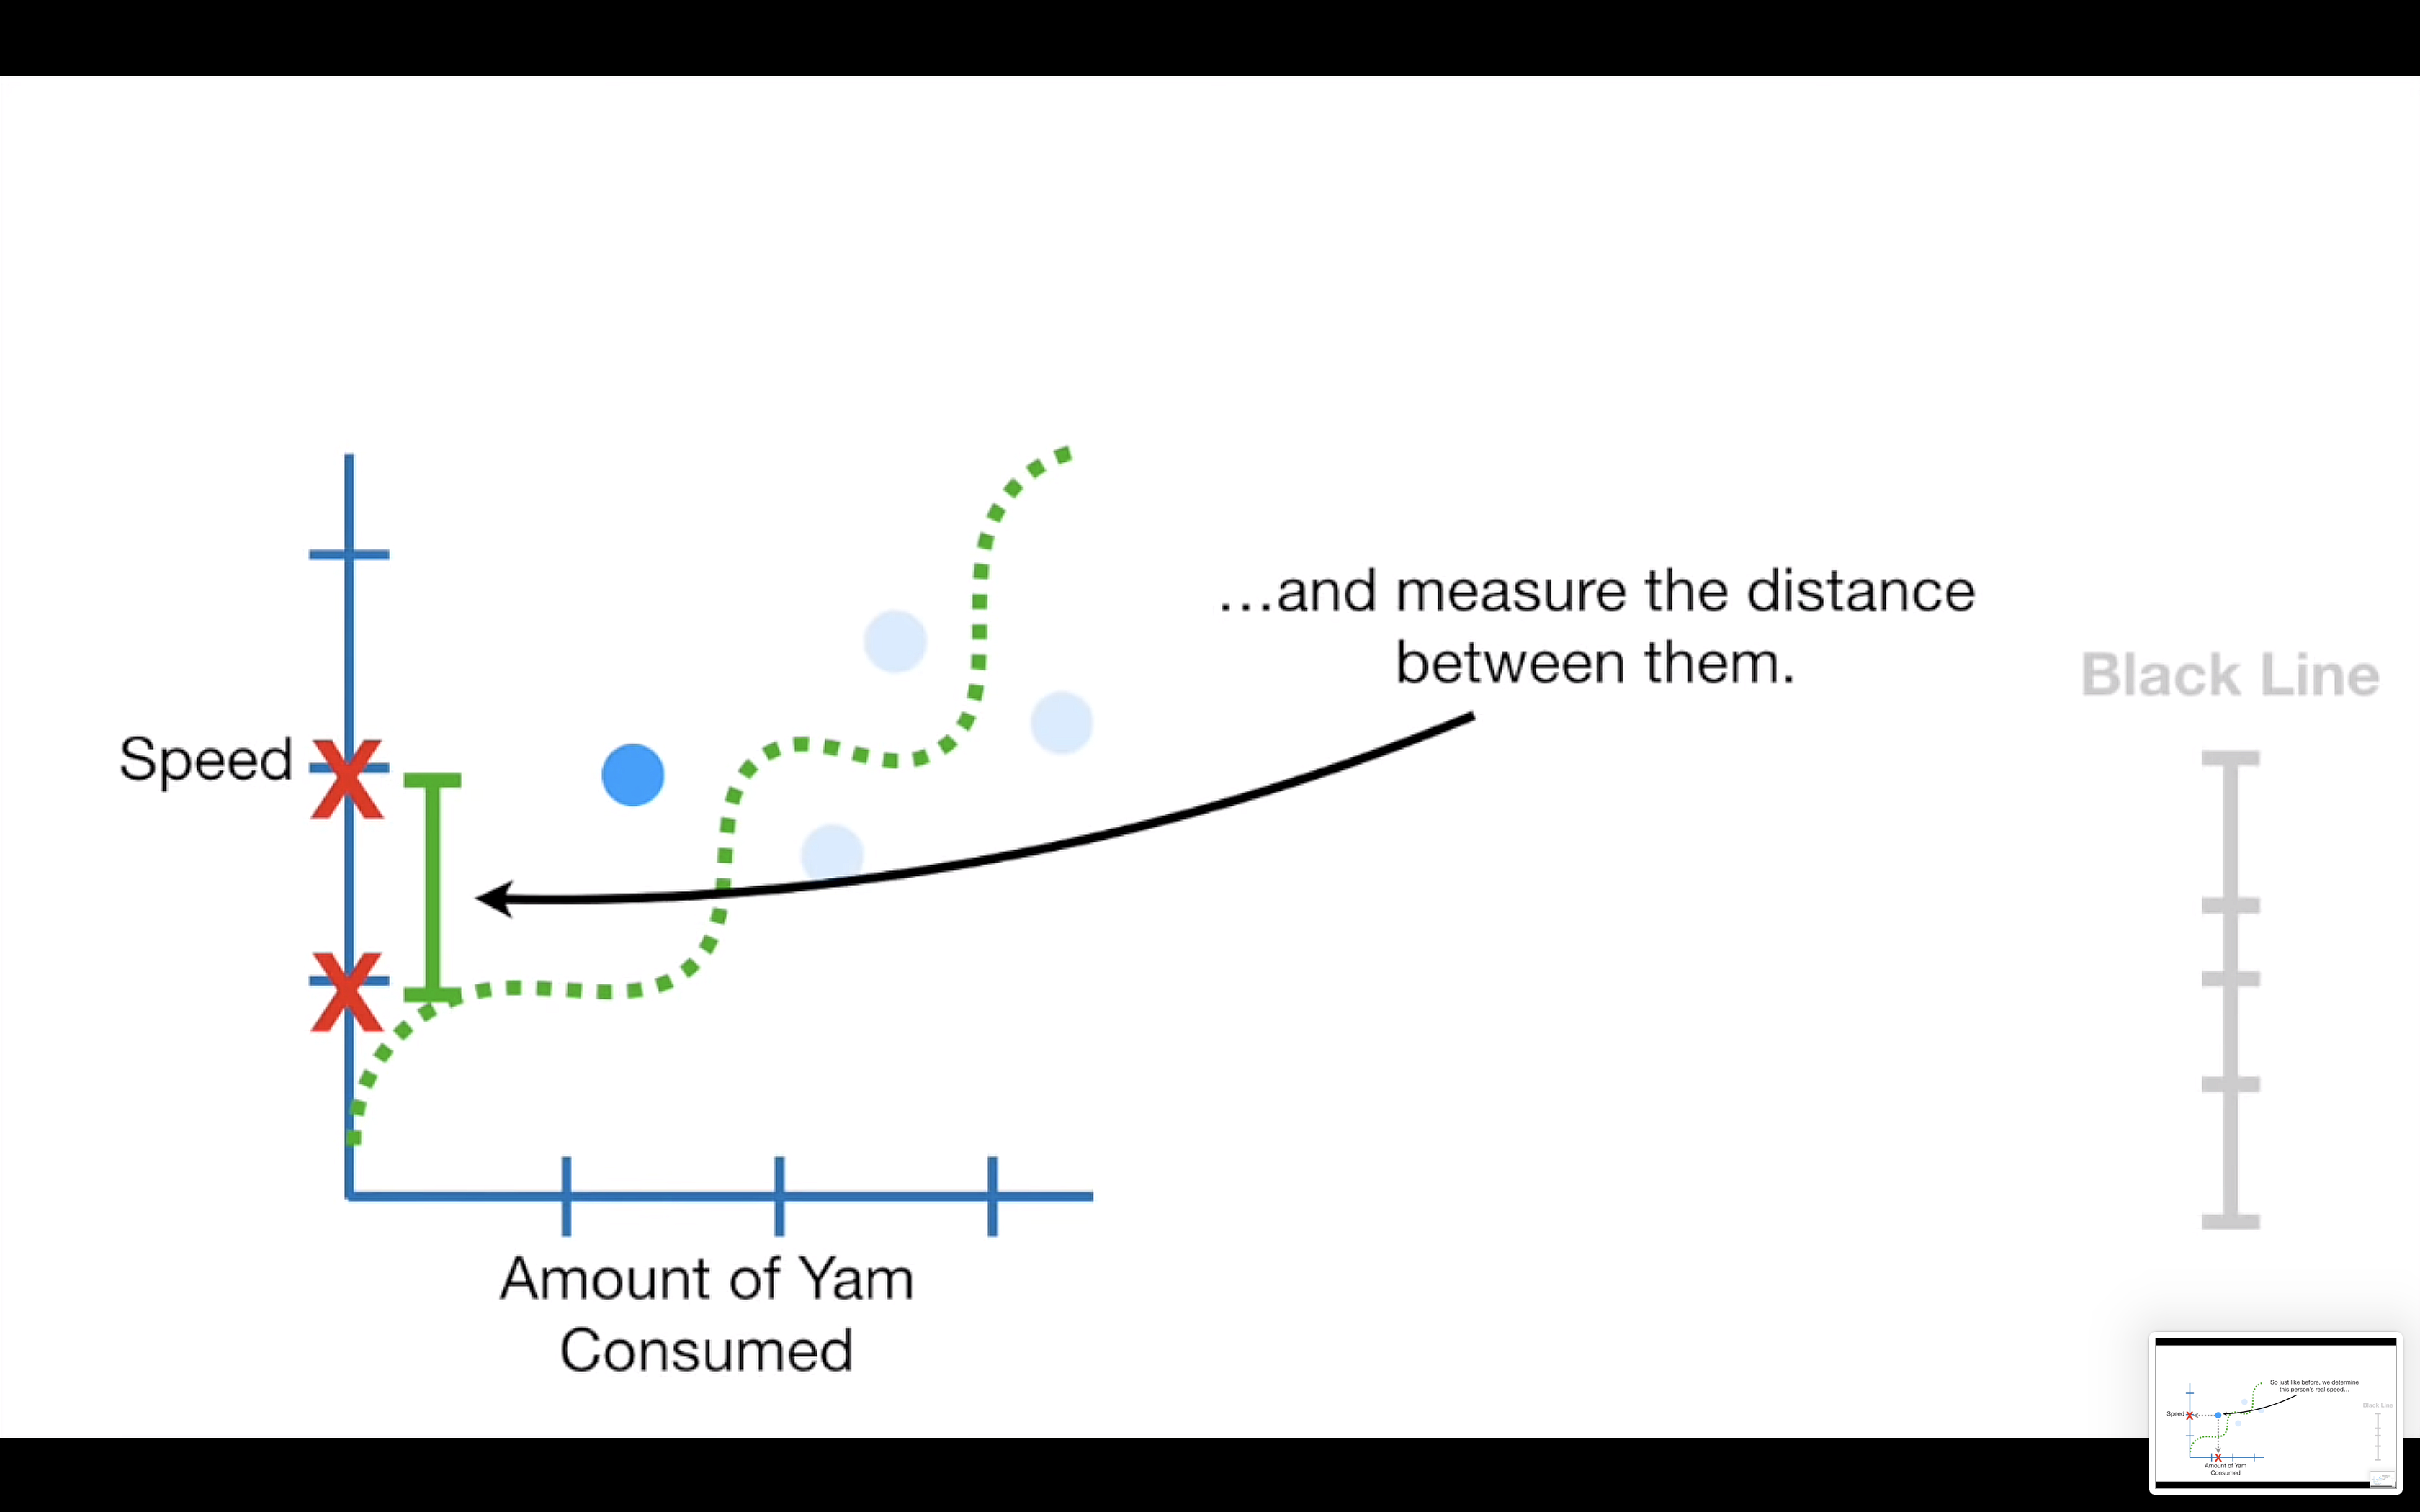 ...and measure the distance
between them.
Black Line
Speed
Amount of Yam
Consumed
So just like before, we determine
this person's real speed...
Black Line
Speed
Amount of Yam
Consumed